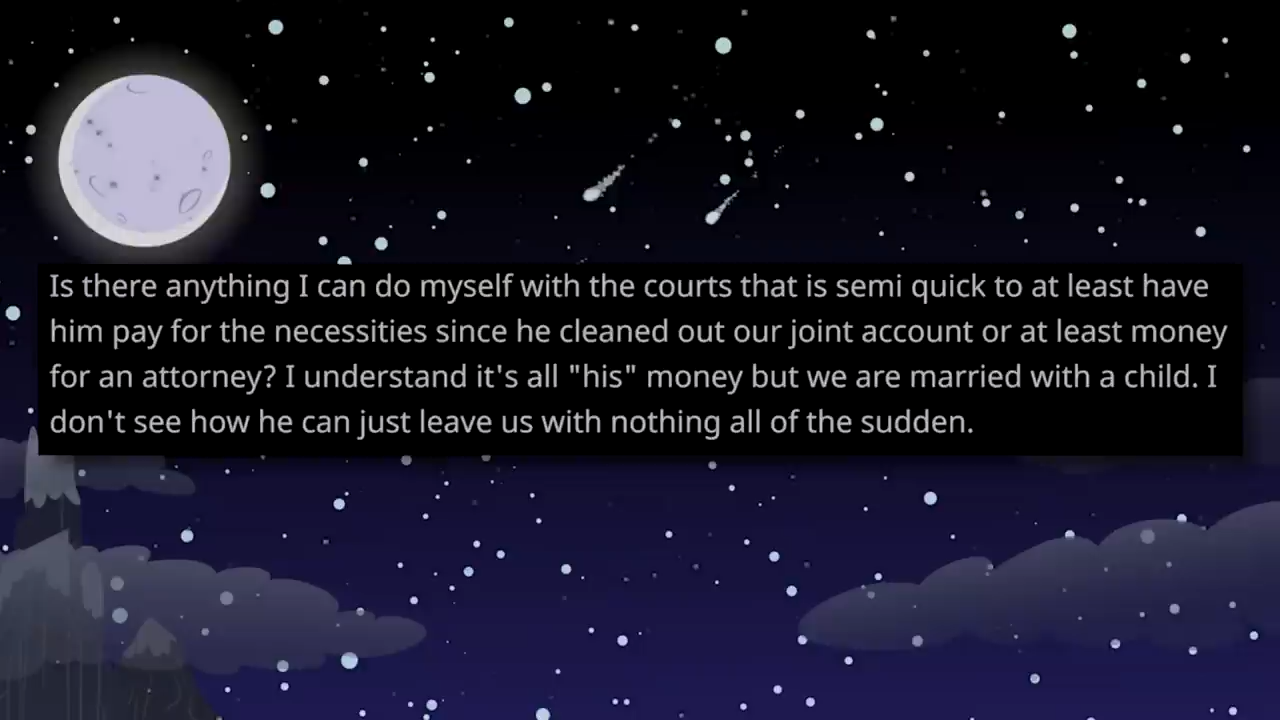 Is there anything I can do myself with the courts that is semi quick to at least have
him pay for the necessities since he cleaned out our joint account or at least money
for an attorney? I understand it's all "his" money but we are married with a child. I
don't see how he can just leave us with nothing all of the sudden.